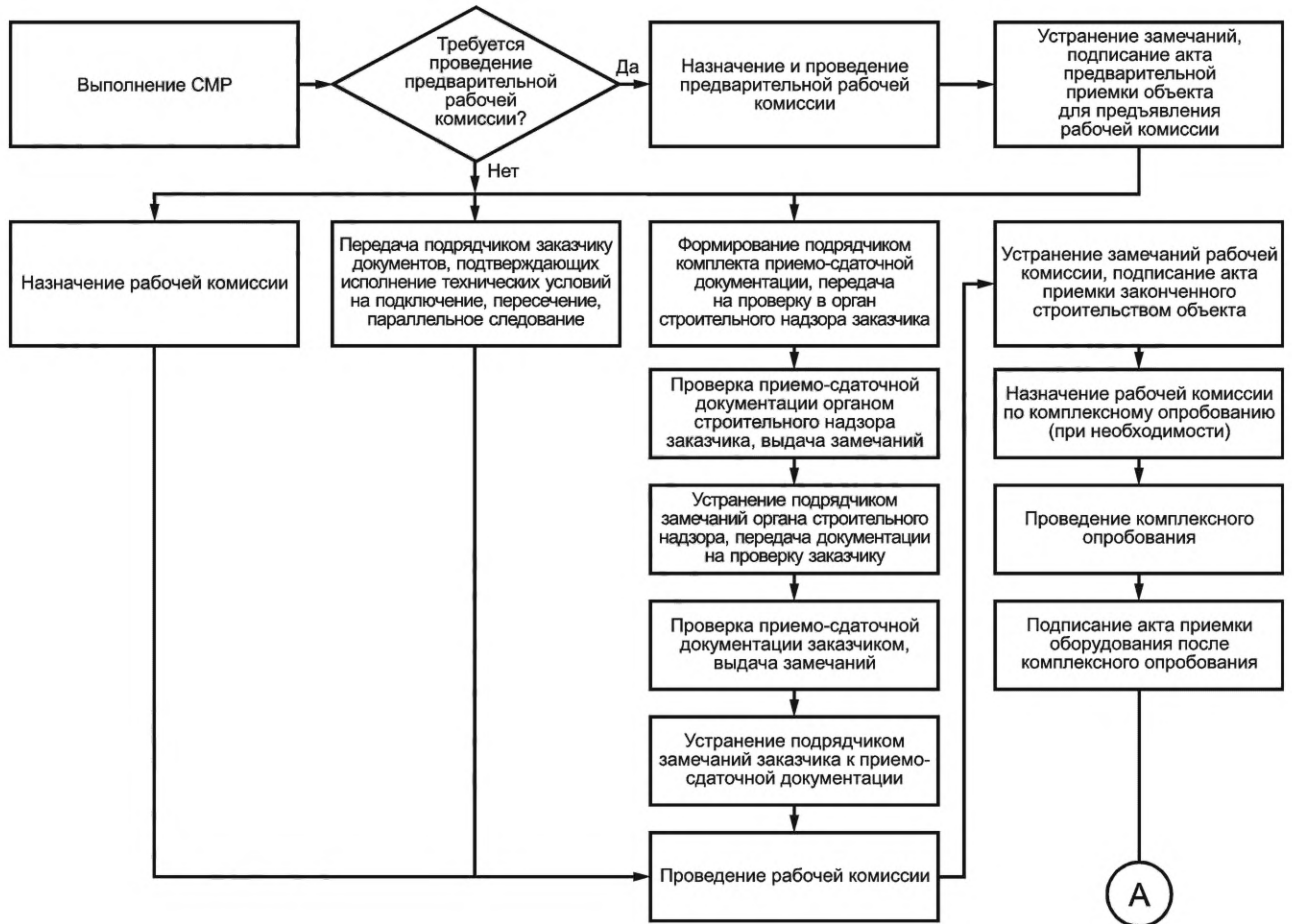 Выполнение СМР
Требуется
проведение
предварительной
рабочей
комиссии?
Да
Нет
Назначение и проведение
предварительной рабочей
комиссии
Устранение замечаний,
подписание акта
предварительной
приемки объекта
для предъявления
рабочей комиссии
Назначение рабочей комиссии
Передача подрядчиком заказчику
документов, подтверждающих
исполнение технических условий
на подключение, пересечение,
параллельное следование
Формирование подрядчиком
комплекта приемо-сдаточной
документации, передача
на проверку в орган
строительного надзора заказчика
Проверка приемо-сдаточной
документации органом
строительного надзора
заказчика, выдача замечаний
Устранение подрядчиком
замечаний органа строительного
надзора, передача документации
на проверку заказчику
Проверка приемо-сдаточной
документации заказчиком,
выдача замечаний
Устранение подрядчиком
замечаний заказчика к приемо-
сдаточной документации
Проведение рабочей комиссии
Устранение замечаний рабочей
комиссии, подписание акта
приемки законченного
строительством объекта
Назначение рабочей комиссии
по комплексному опробованию
(при необходимости)
Проведение комплексного
опробования
Подписание акта приемки
оборудования после
комплексного опробования
А